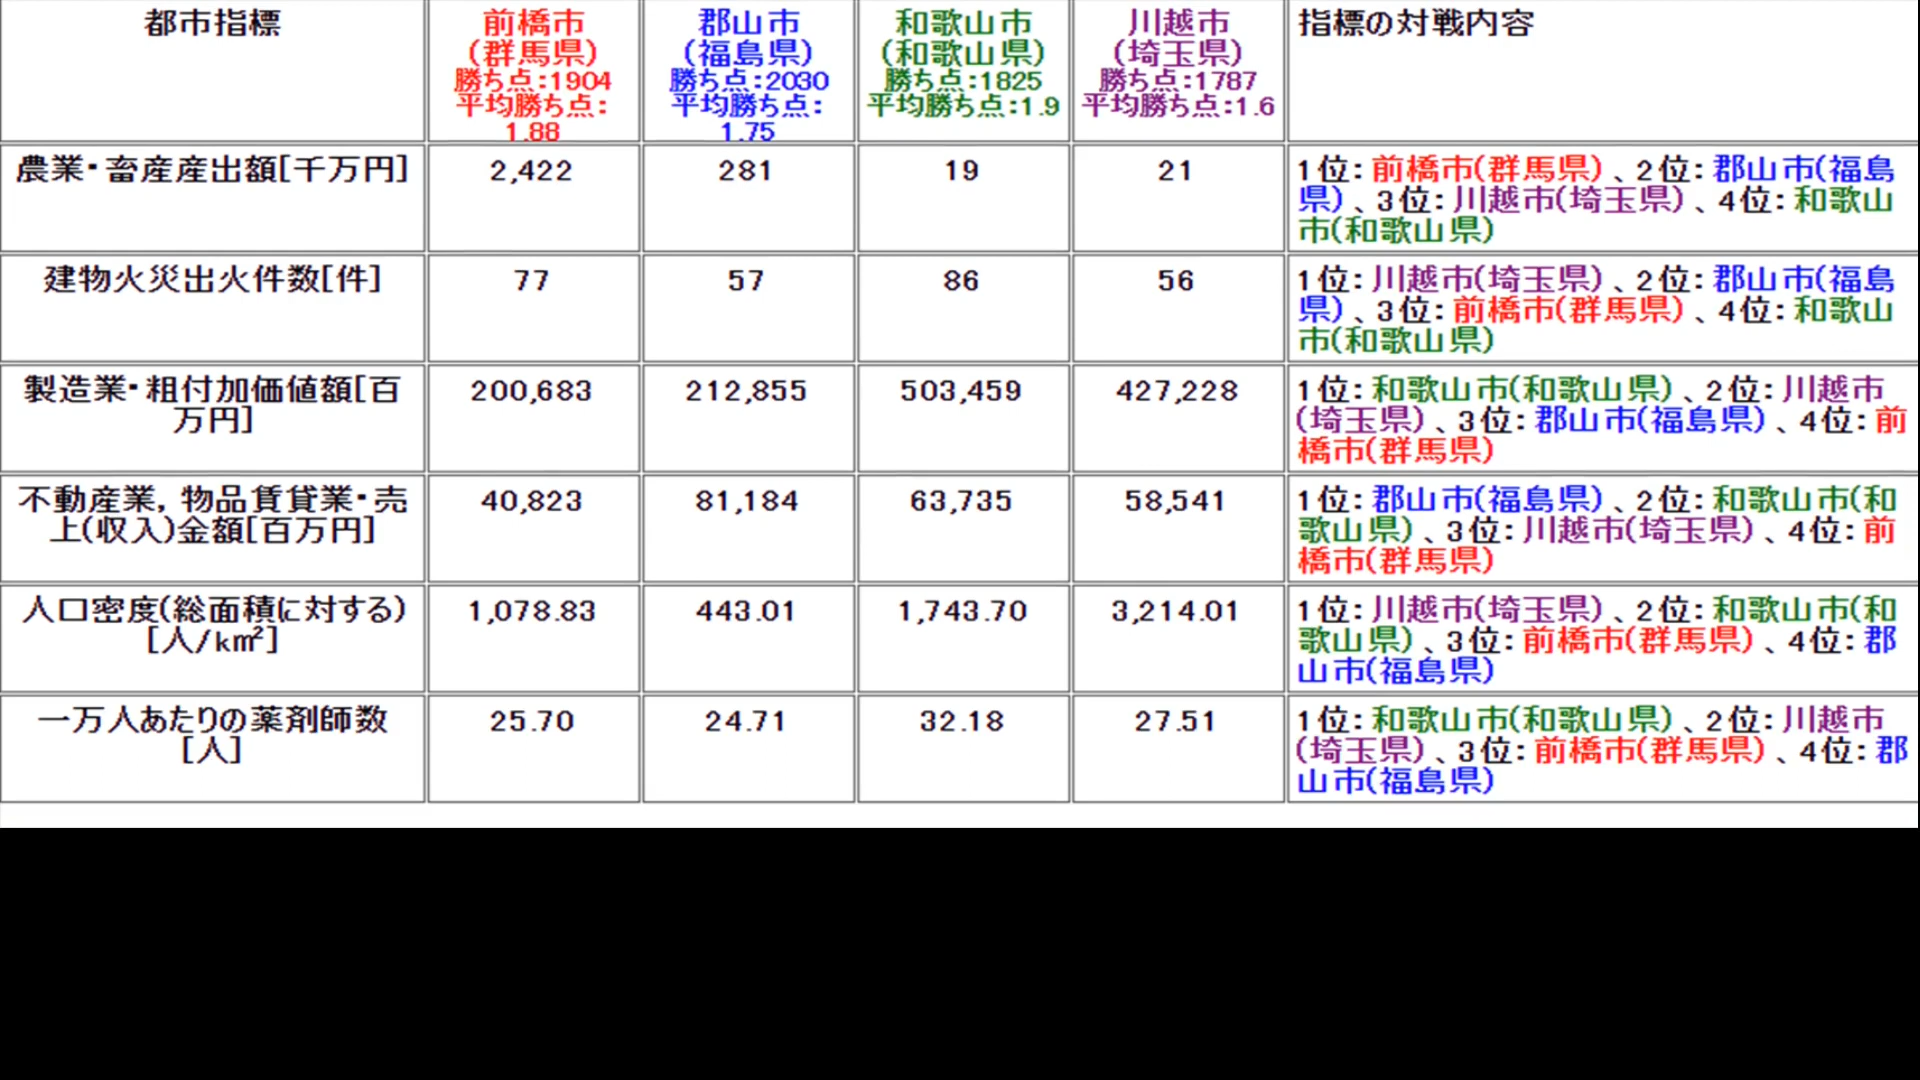 都市指標
前橋市
(群馬県)
勝ち点:1904
平均勝ち点:
1.88
郡山市
(福島県)
勝ち点:2030
平均勝ち点:
1.75
和歌山市
(和歌山県)
勝ち点:1825
平均勝ち点:1.9
川越市
(埼玉県)
勝ち点:1787
平均勝ち点:1.6
指標の対戦内容
農業・畜産産出額[千万円]
2,422
281
19
21
1位:前橋市(群馬県)、2位:郡山市(福島
県)、3位:川越市(埼玉県)、4位:和歌山
市(和歌山県)
建物火災出火件数[件]
77
57
86
56
1位:川越市(埼玉県)、2位:郡山市(福島
県)、3位:前橋市(群馬県)、4位:和歌山
市(和歌山県)
製造業・粗付加価値額[百
万円]
200,683
212,855
503,459
427,228
1位:和歌山市(和歌山県)、2位:川越市
(埼玉県)、3位:郡山市(福島県)、4位:前
橋市(群馬県)
不動産業，物品賃貸業・売
上(収入)金額[百万円]
40,823
81,184
63,735
58,541
1位:郡山市(福島県)、2位:和歌山市(和
歌山県)、3位:川越市(埼玉県)、4位:前
橋市(群馬県)
人口密度(総面積に対する)
[人/km²]
1,078.83
443.01
1,743.70
3,214.01
1位:川越市(埼玉県)、2位:和歌山市(和
歌山県)、3位:前橋市(群馬県)、4位:郡
山市(福島県)
一万人あたりの薬剤師数
[人]
25.70
24.71
32.18
27.51
1位:和歌山市(和歌山県)、2位:川越市
(埼玉県)、3位:前橋市(群馬県)、4位:郡
山市(福島県)